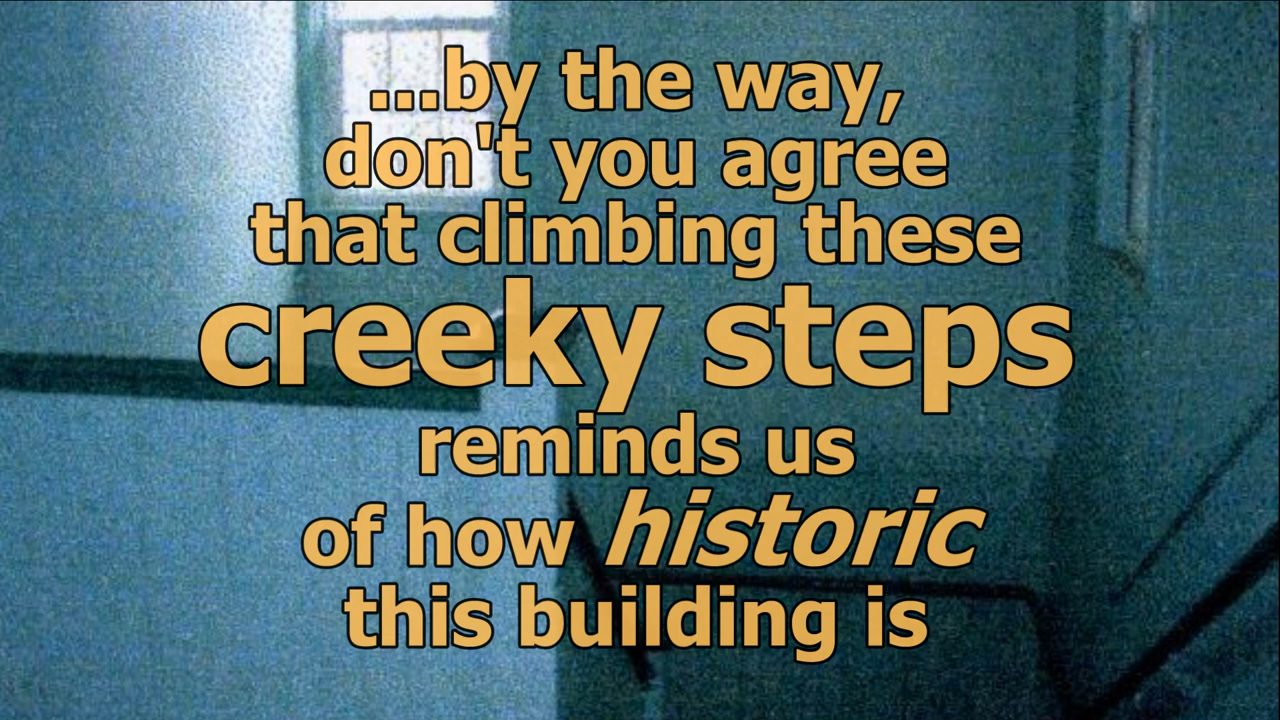 ...by the way,
don't you agree
that climbing these
creeky steps
reminds us
of how historic
this building is